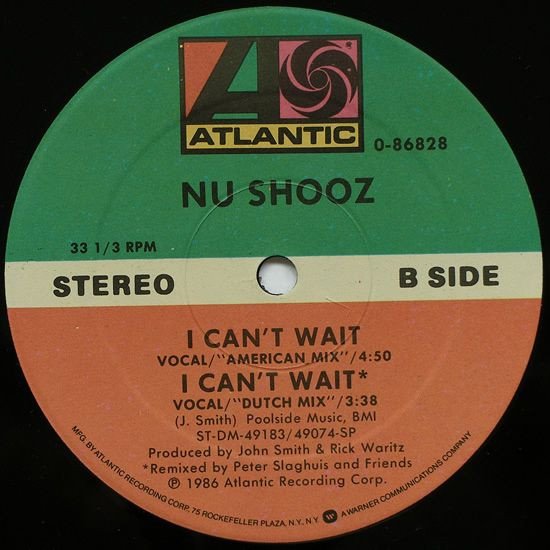 ATLANTIC
0-86828
NU SHOOZ
33 1/3 RPM
STEREO
B SIDE
I CAN'T WAIT
VOCAL/"AMERICAN MIX"/4:50
I CAN'T WAIT*
VOCAL/"DUTCH MIX"/3:38
(J. Smith) Poolside Music, BMI
ST-DM-49183/49074-SP
Produced by John Smith & Rick Waritz
*Remixed by Peter Slaghuis and Friends
℗ 1986 Atlantic Recording Corp.
MFG. BY ATLANTIC RECORDING CORP. 75 ROCKEFELLER PLAZA, N.Y. N.Y. A WARNER COMMUNICATIONS COMPANY